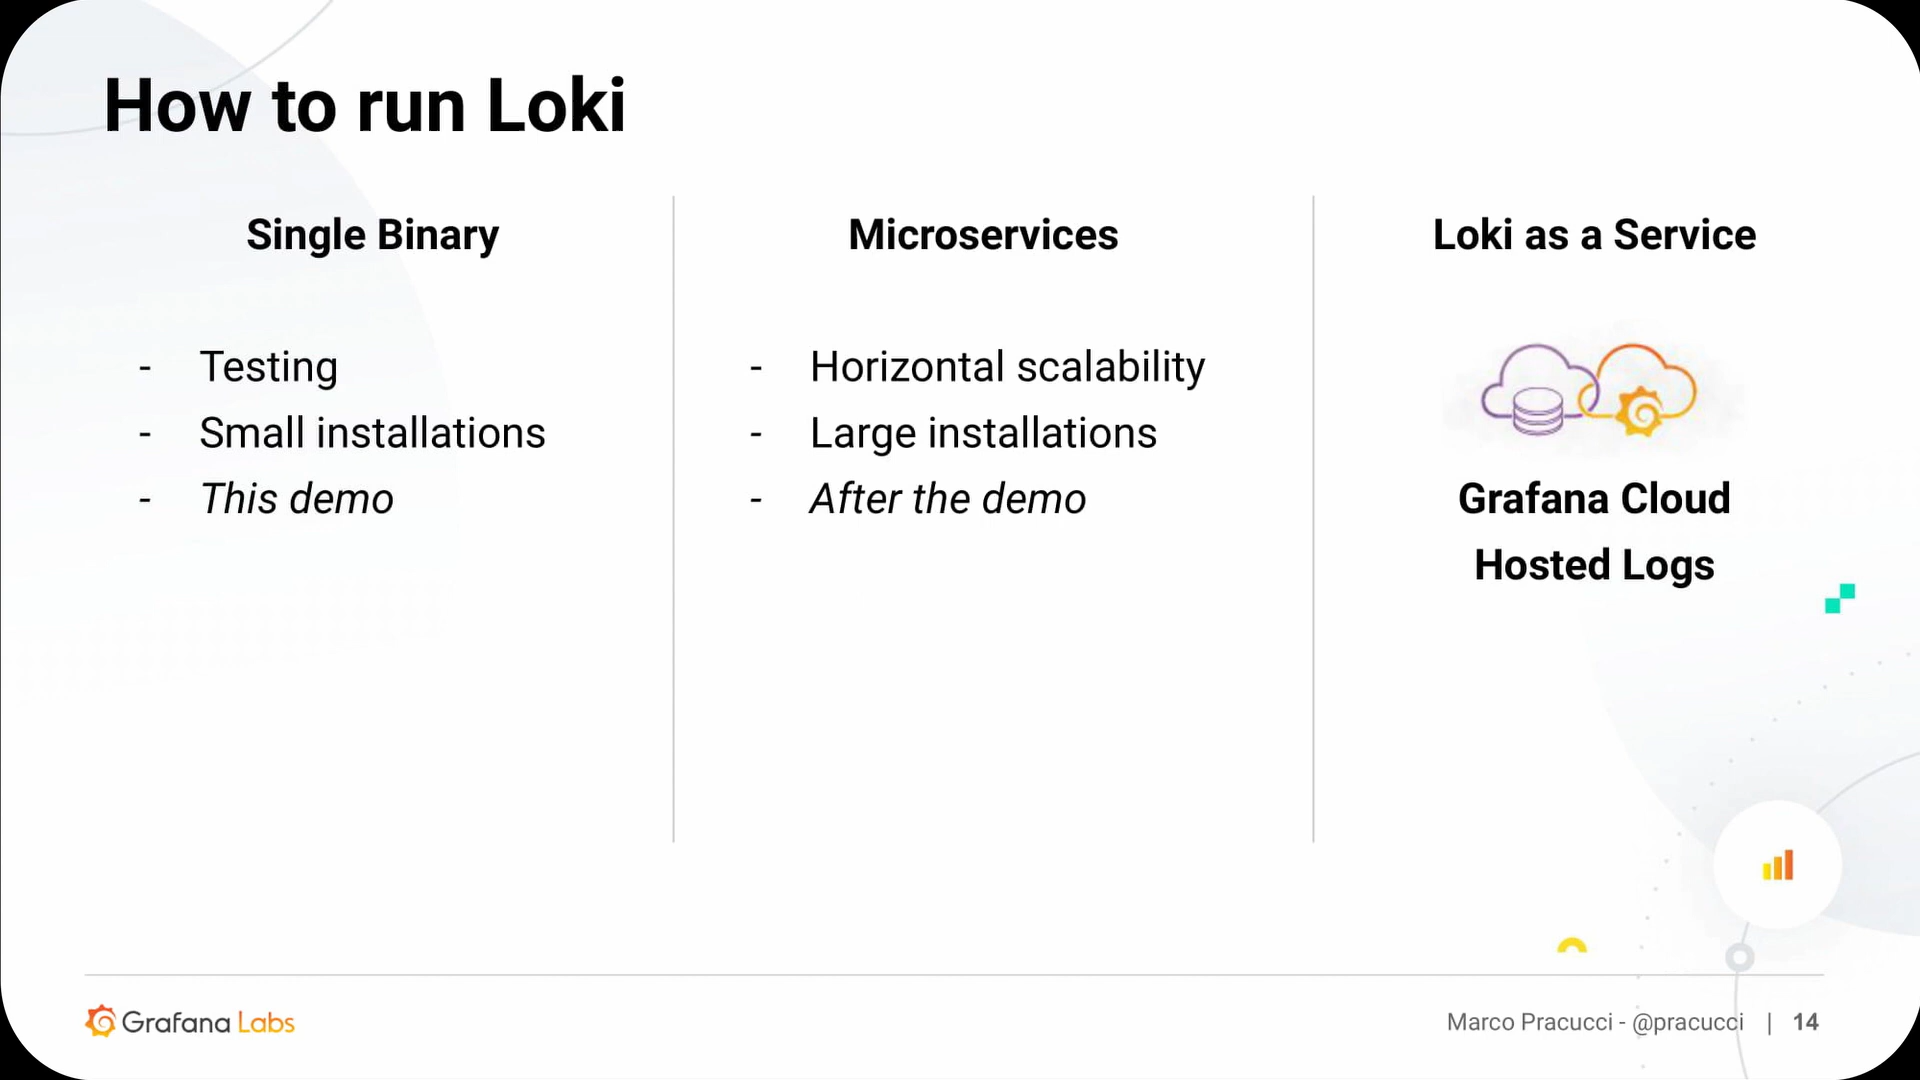 How to run Loki
Single Binary
- Testing
- Small installations
- This demo
Microservices
- Horizontal scalability
- Large installations
- After the demo
Loki as a Service
Grafana Cloud
Hosted Logs
Grafana Labs
Marco Pracucci - @pracucci | 14